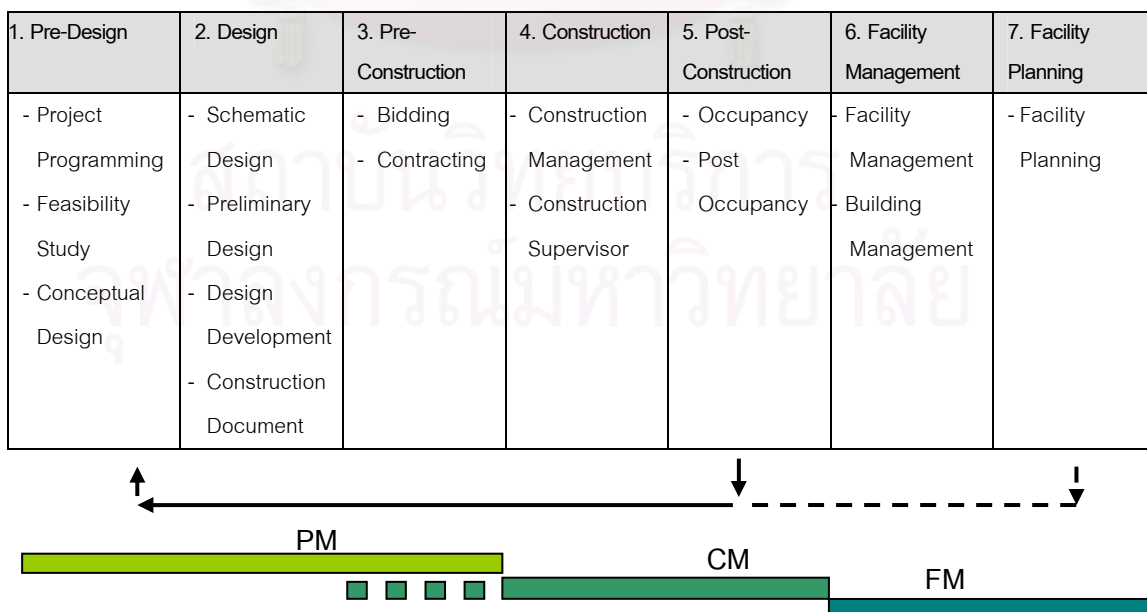 1. Pre-Design
2. Design
3. Pre-
Construction
4. Construction
5. Post-
Construction
6. Facility
Management
7. Facility
Planning
- Project
Programming
- Feasibility
Study
- Conceptual
Design
- Schematic
Design
- Preliminary
Design
- Design
Development
- Construction
Document
- Bidding
- Contracting
- Construction
Management
- Construction
Supervisor
- Occupancy
- Post
Occupancy
- Facility
Management
- Building
Management
- Facility
Planning
สถาบันวิทยบริการ
จุฬาลงกรณ์มหาวิทยาลัย
PM
CM
FM